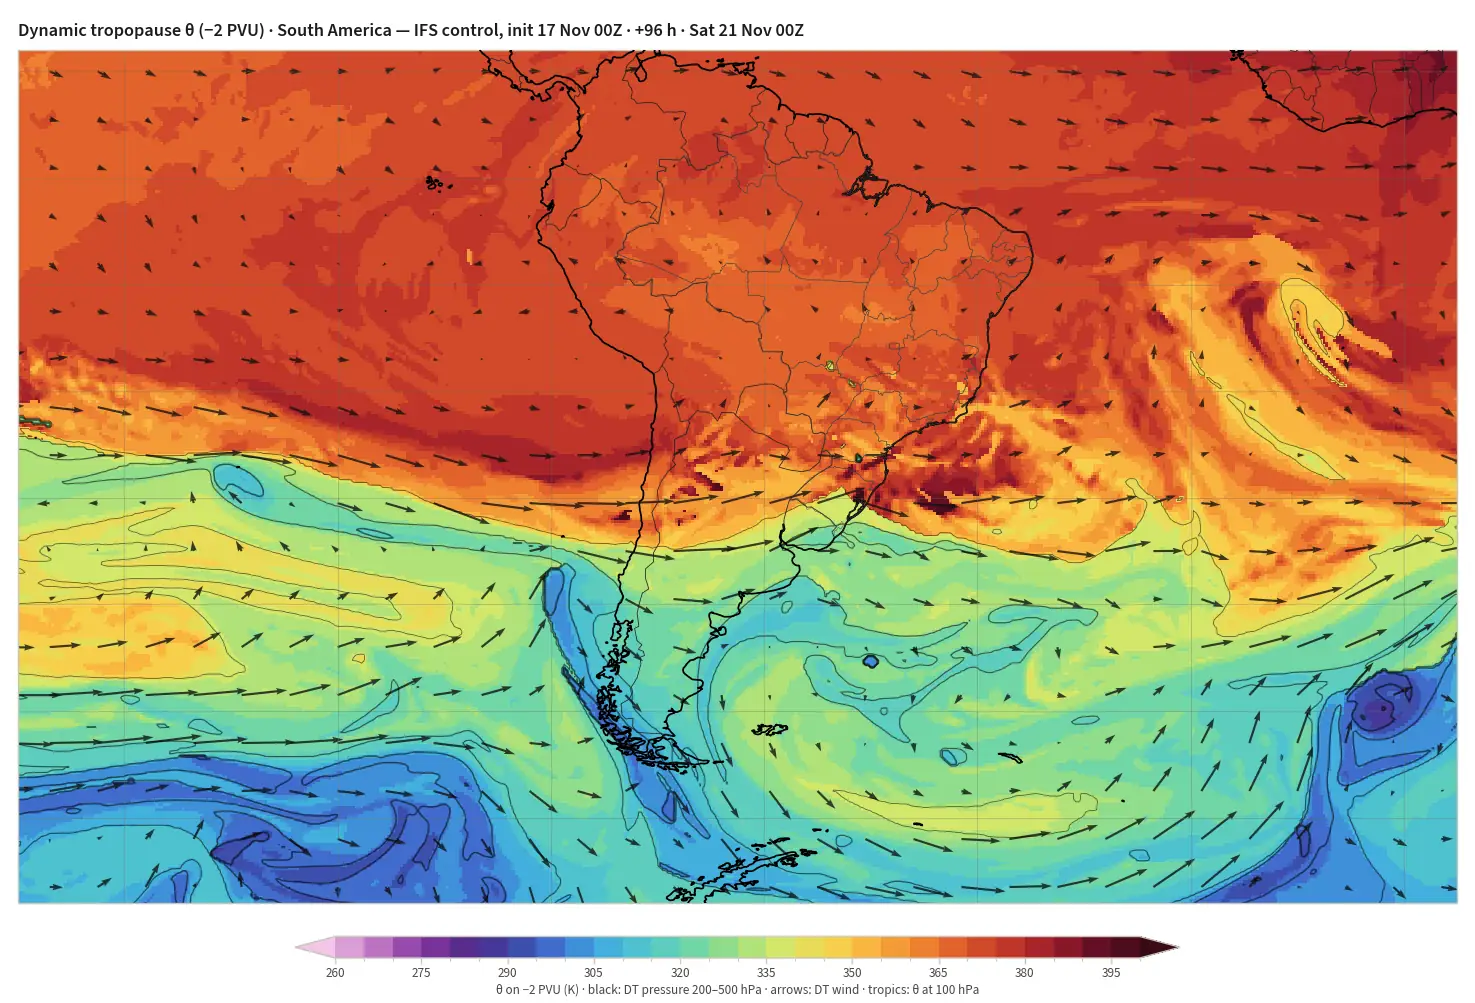 Dynamic tropopause θ (−2 PVU) · South America — IFS control, init 17 Nov 00Z · +96 h · Sat 21 Nov 00Z
260 275 290 305 320 335 350 365 380 395
θ on −2 PVU (K) · black: DT pressure 200–500 hPa · arrows: DT wind · tropics: θ at 100 hPa